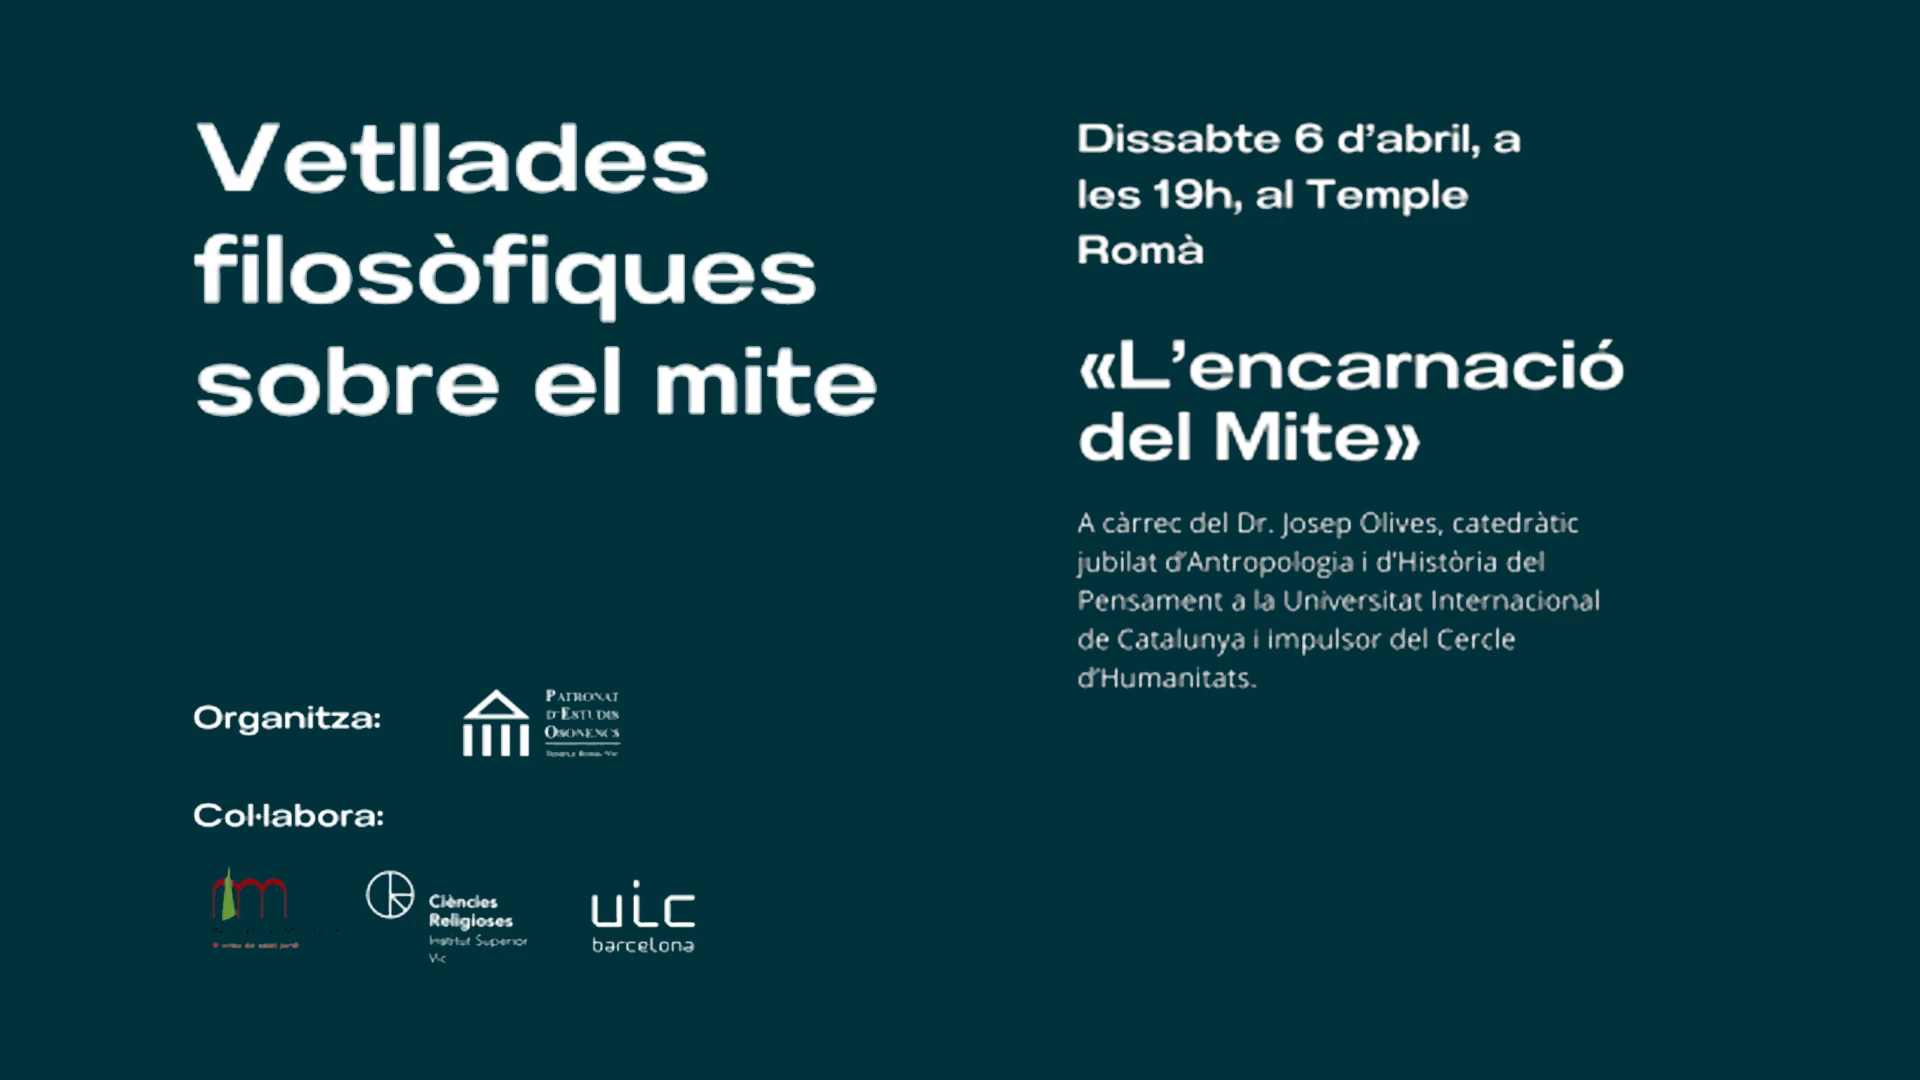 Vetllades
filosòfiques
sobre el mite
Dissabte 6 d’abril, a
les 19h, al Temple
Romà
«L’encarnació
del Mite»
A càrrec del Dr. Josep Olives, catedràtic
jubilat d’Antropologia i d'Història del
Pensament a la Universitat Internacional
de Catalunya i impulsor del Cercle
d’Humanitats.
Organitza:
PATRONAT
D'ESTUDIS
OSONENCS
Col·labora:
Ciències
Religioses
Institut Superior
Vic
uic
barcelona